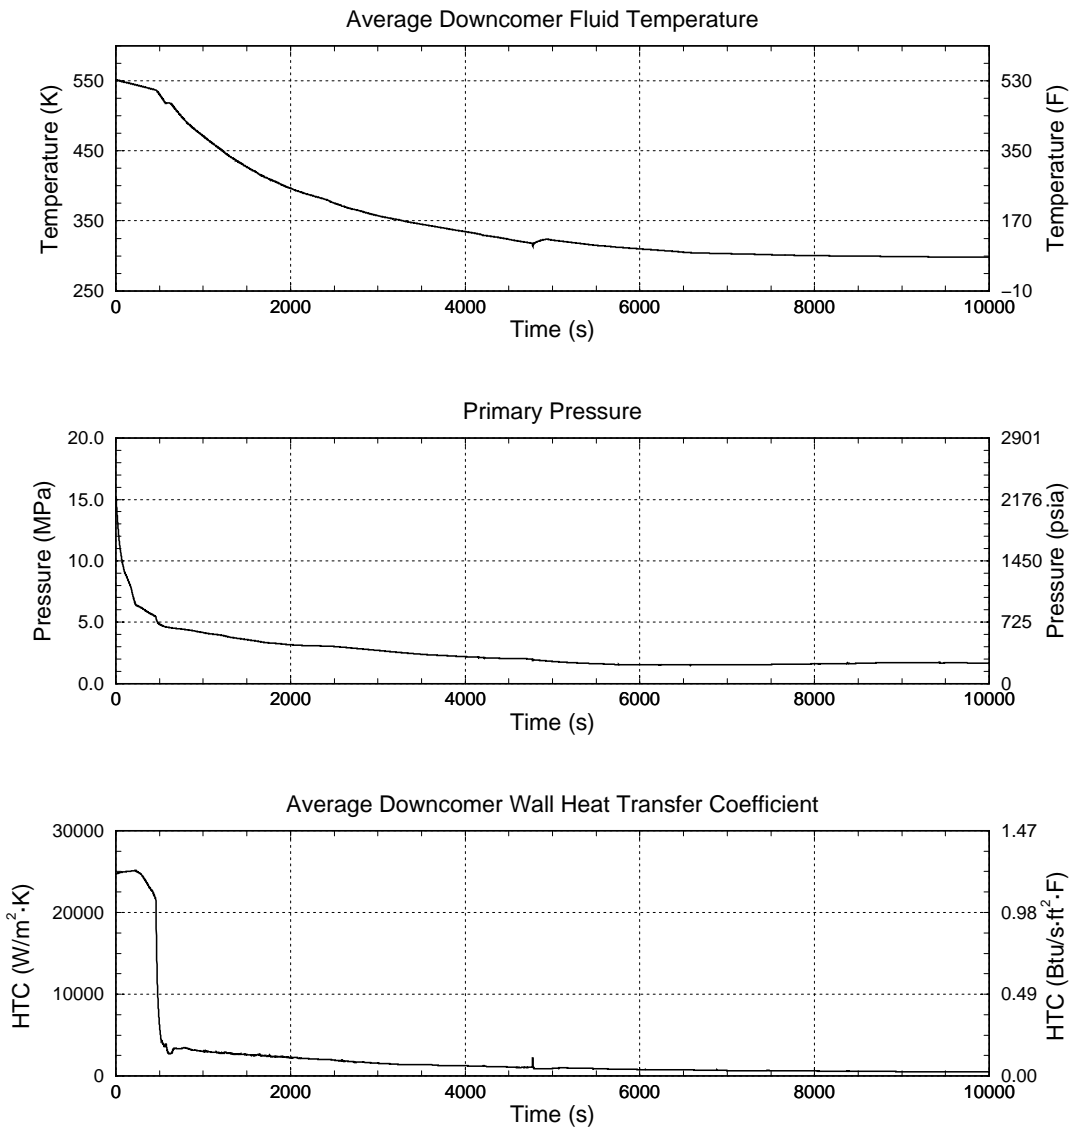 Average Downcomer Fluid Temperature
Temperature (K)
550
450
350
250
530
350
170
−10
Temperature (F)
0 2000 4000 6000 8000 10000
Time (s)
Primary Pressure
Pressure (MPa)
20.0
15.0
10.0
5.0
0.0
2901
2176
1450
725
0
Pressure (psia)
0 2000 4000 6000 8000 10000
Time (s)
Average Downcomer Wall Heat Transfer Coefficient
HTC (W/m²·K)
30000
20000
10000
0
1.47
0.98
0.49
0.00
HTC (Btu/s·ft²·F)
0 2000 4000 6000 8000 10000
Time (s)